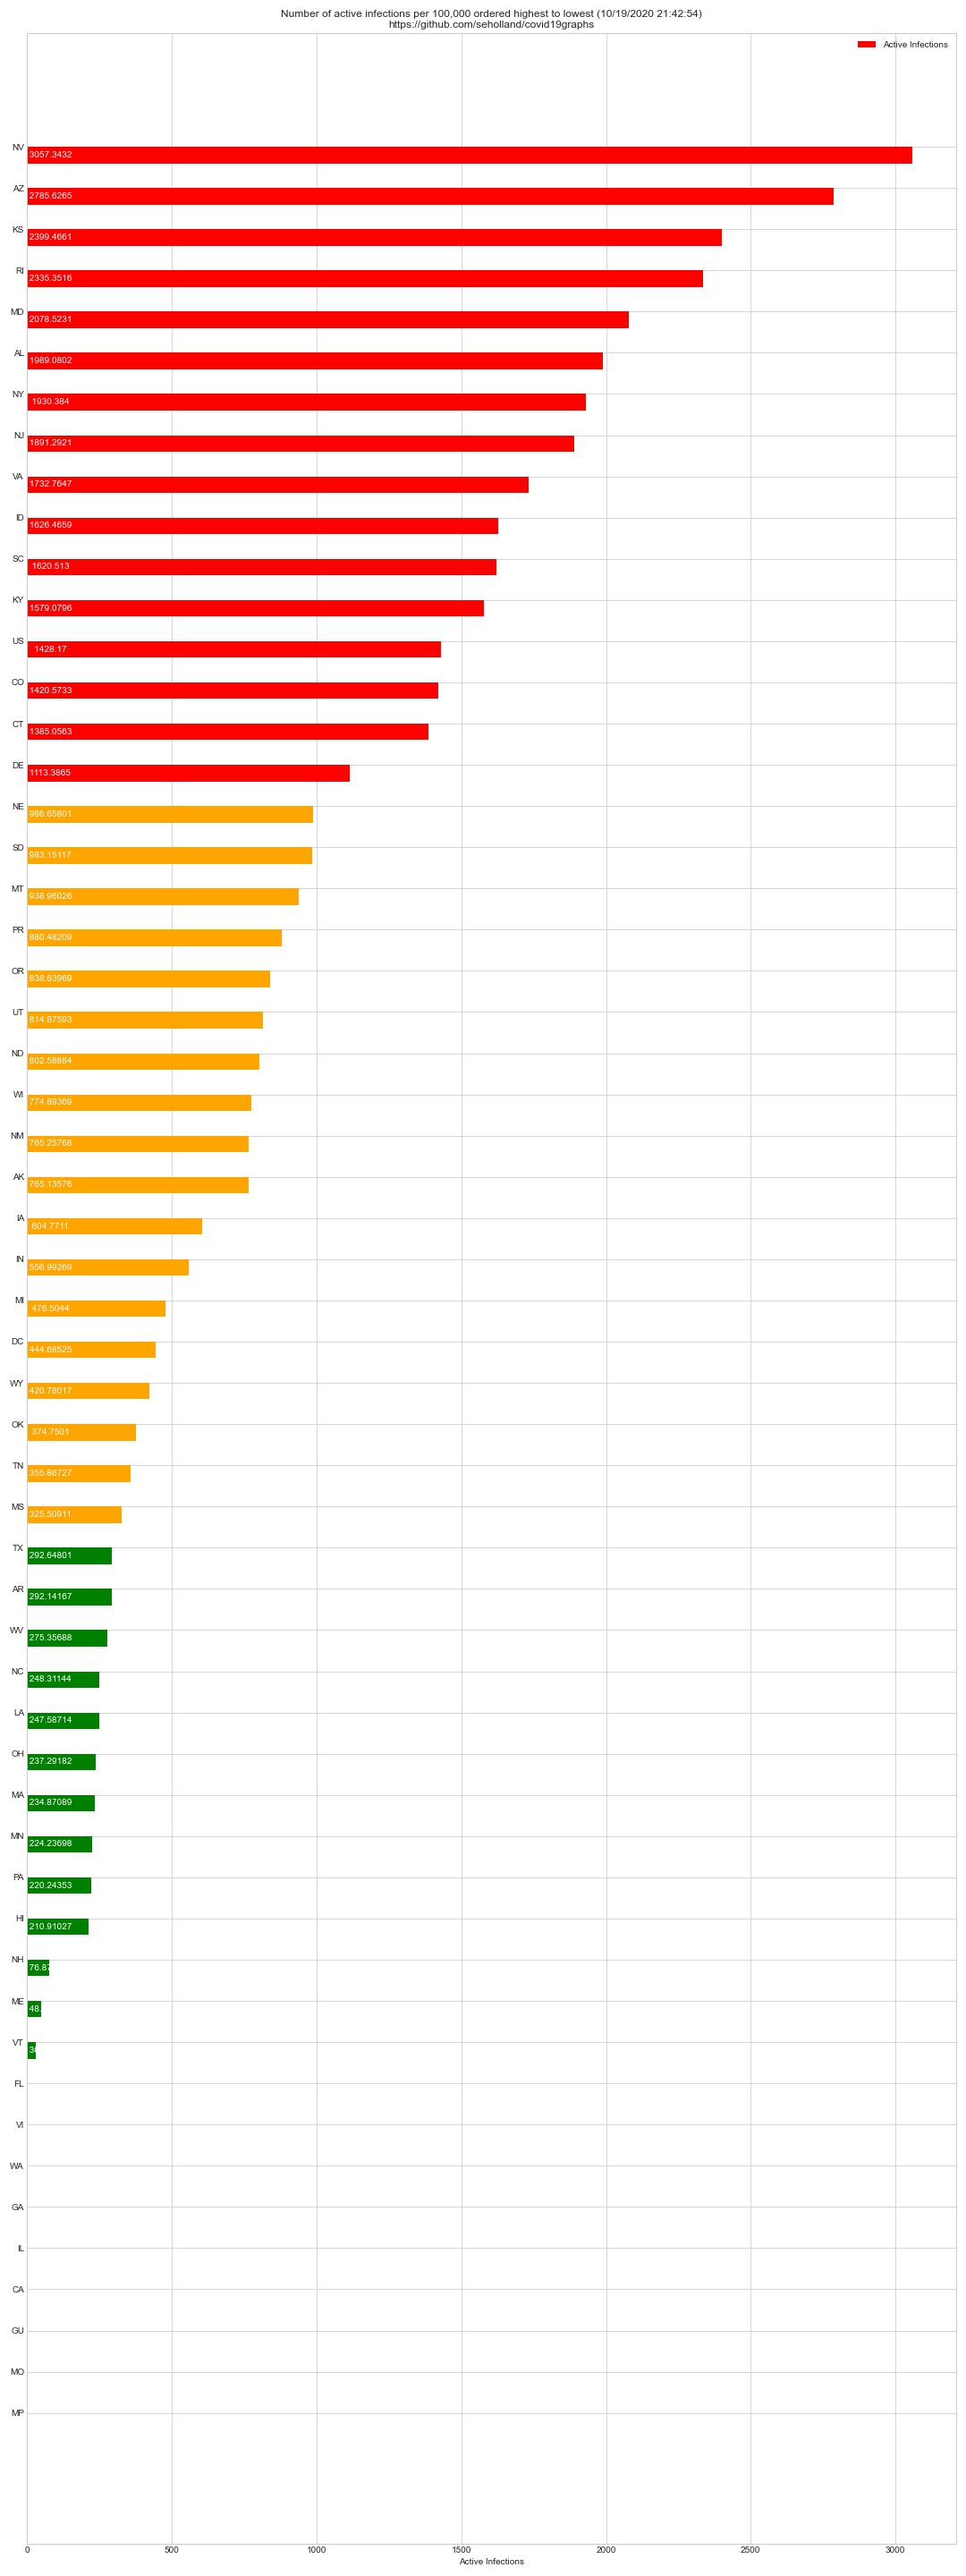 Number of active infections per 100,000 ordered highest to lowest (10/19/2020 21:42:54)
https://github.com/seholland/covid19graphs
Active Infections
NV 3057.3432
AZ 2785.6265
KS 2399.4661
RI 2335.3516
MD 2078.5231
AL 1989.0802
NY 1930.384
NJ 1891.2921
VA 1732.7647
ID 1626.4659
SC 1620.513
KY 1579.0796
US 1428.17
CO 1420.5733
CT 1385.0563
DE 1113.3865
NE 986.65801
SD 983.15117
MT 938.96026
PR 880.48209
OR 838.63969
UT 814.87593
ND 802.58884
WI 774.89369
NM 765.25768
AK 765.13576
IA 604.7711
IN 556.99269
MI 476.5044
DC 444.68525
WY 420.78017
OK 374.7501
TN 355.86727
MS 325.50911
TX 292.64801
AR 292.14167
WV 275.35688
NC 248.31144
LA 247.58714
OH 237.29182
MA 234.87089
MN 224.23698
PA 220.24353
HI 210.91027
NH 76.87
ME 48.
VT
FL
VI
WA
GA
IL
CA
GU
MO
MP
0 500 1000 1500 2000 2500 3000
Active Infections